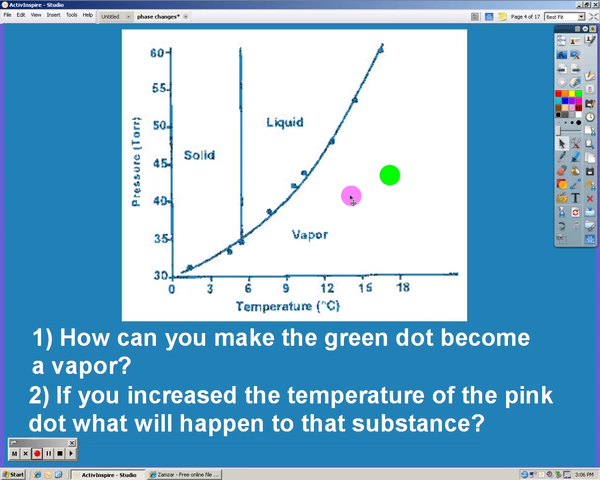 ActivInspire - Studio
File Edit View Insert Tools Help
Untitled
phase changes*
Page 4 of 17
Best Fit
60
55
50
45
40
35
30
Pressure (Torr)
Solid
Liquid
Vapor
0 3 6 9 12 15 18
Temperature (°C)
1) How can you make the green dot become
a vapor?
2) If you increased the temperature of the pink
dot what will happen to that substance?
M
Start
ActivInspire - Studio
Zamzar - Free online file ...
3:06 PM